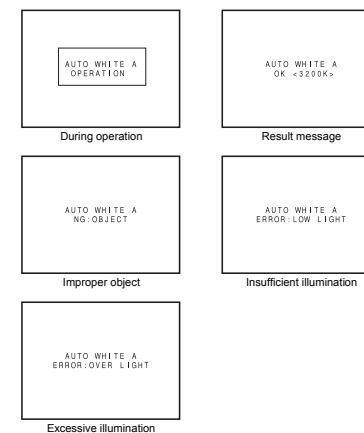 AUTO WHITE A
OPERATION
During operation
AUTO WHITE A
OK <3200K>
Result message
AUTO WHITE A
NG:OBJECT
Improper object
AUTO WHITE A
ERROR:LOW LIGHT
Insufficient illumination
AUTO WHITE A
ERROR:OVER LIGHT
Excessive illumination